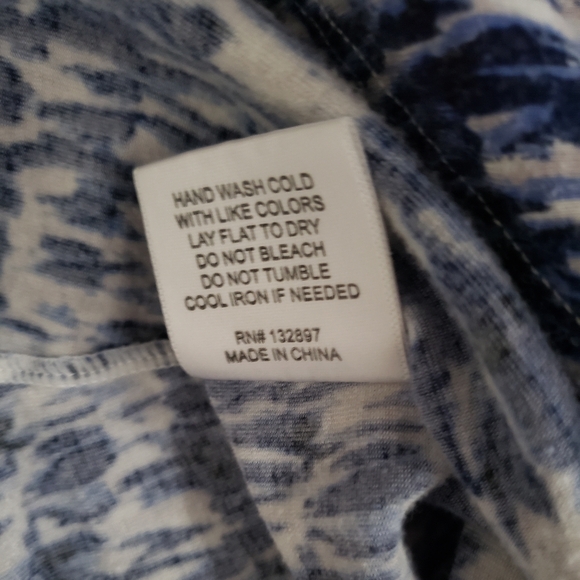 HAND WASH COLD
WITH LIKE COLORS
LAY FLAT TO DRY
DO NOT BLEACH
DO NOT TUMBLE
COOL IRON IF NEEDED
RN# 132897
MADE IN CHINA